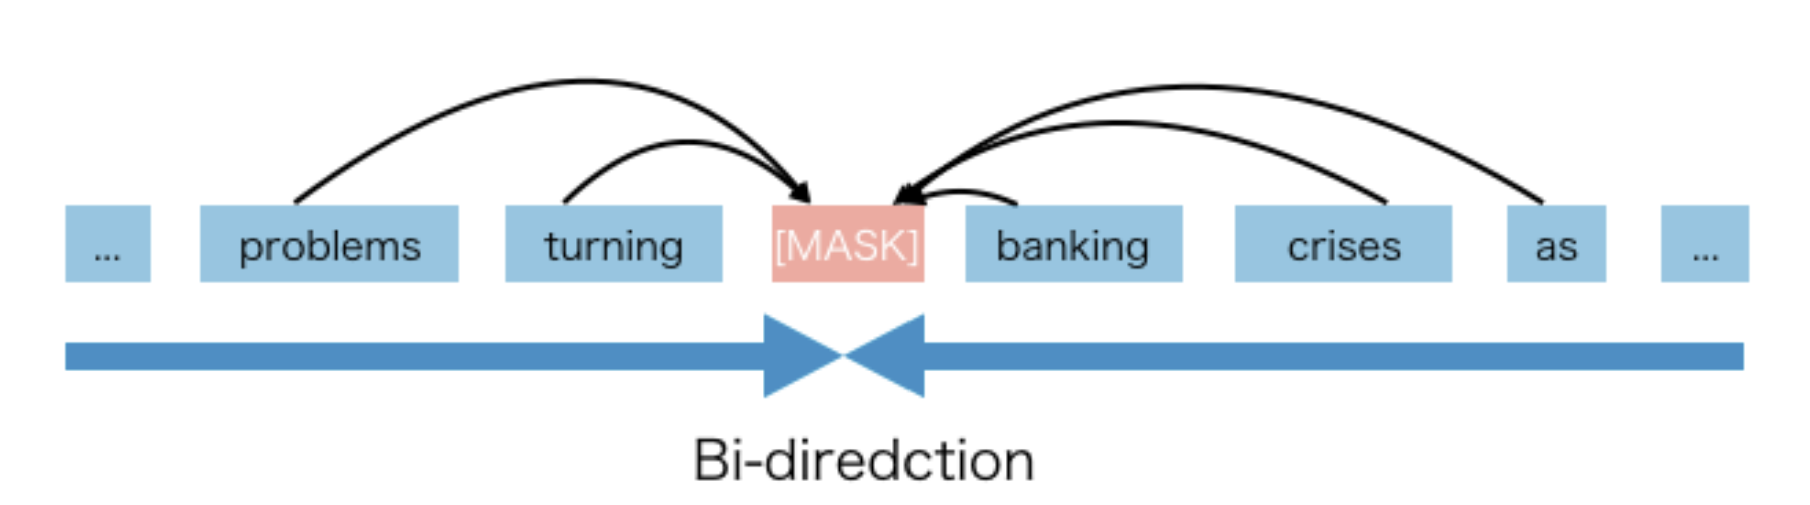 ... problems turning [MASK] banking crises as ...
Bi-diredction